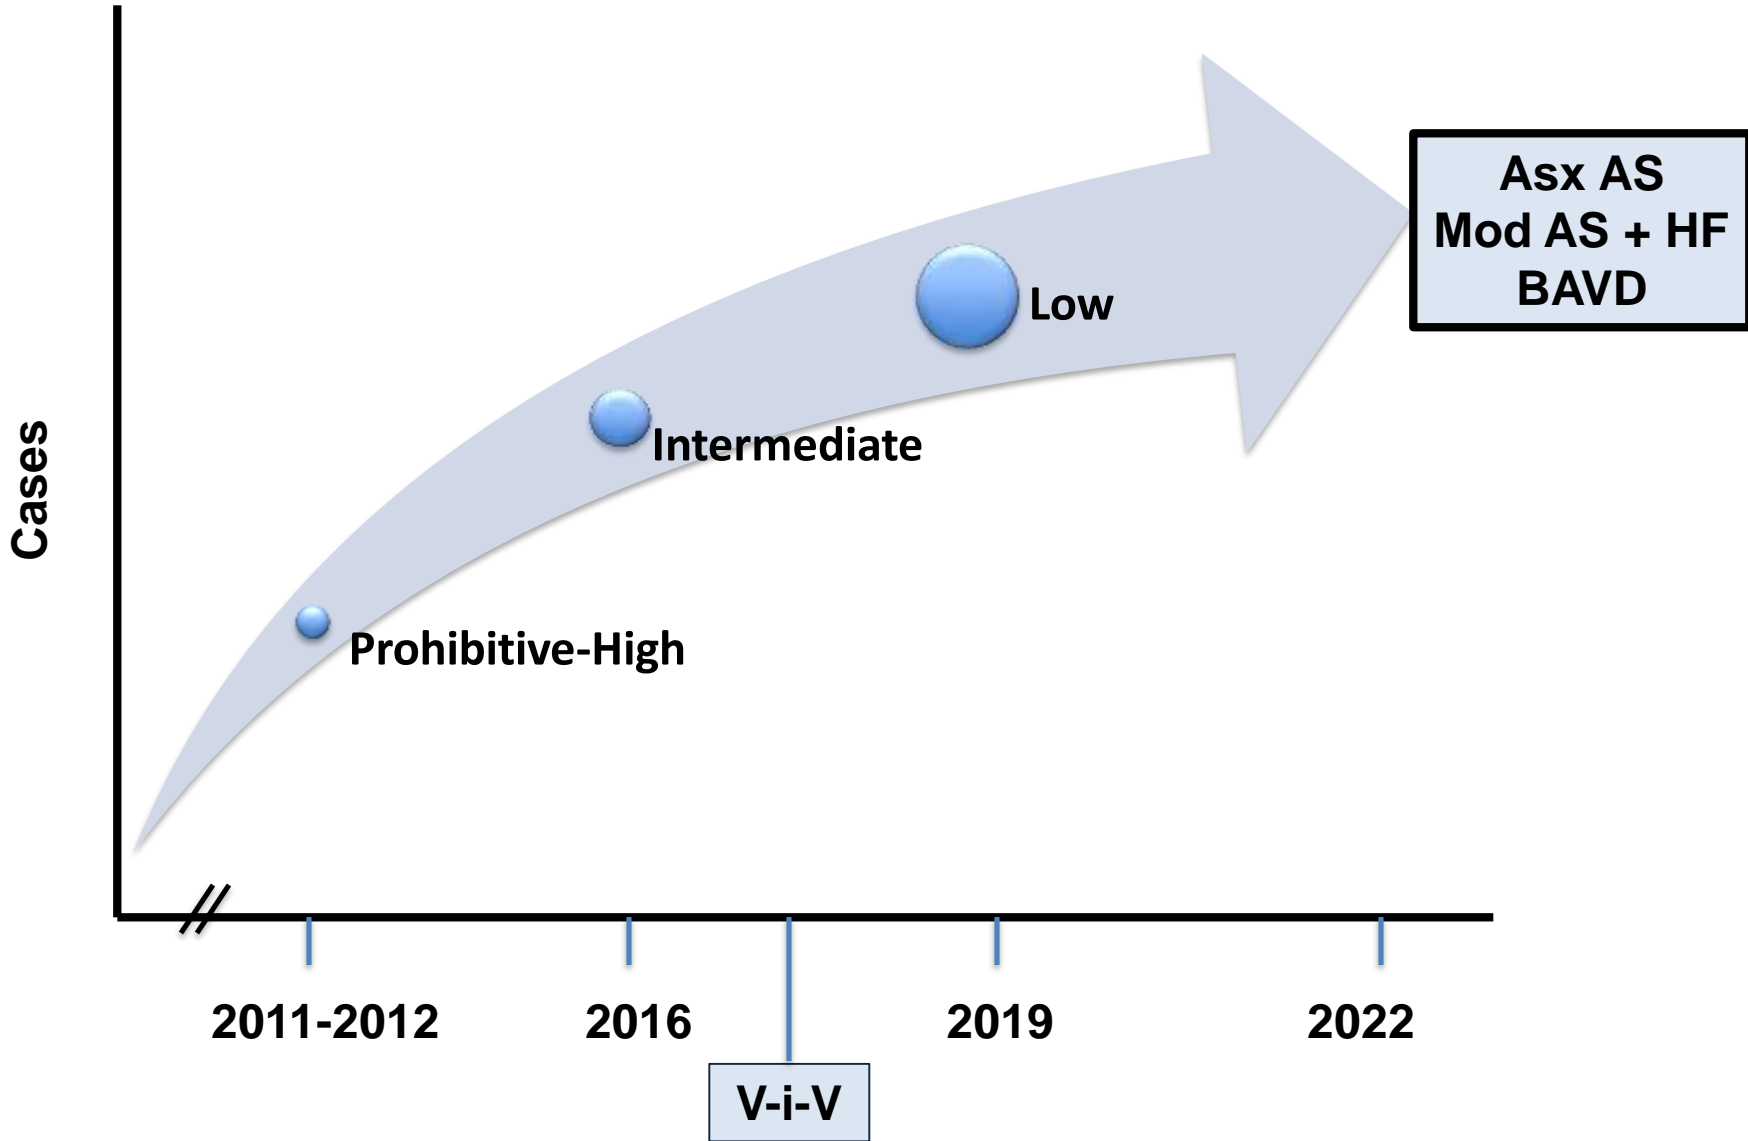 Asx AS
Mod AS + HF
BAVD
Low
Intermediate
Cases
Prohibitive-High
2011-2012
2016
2019
2022
V-i-V